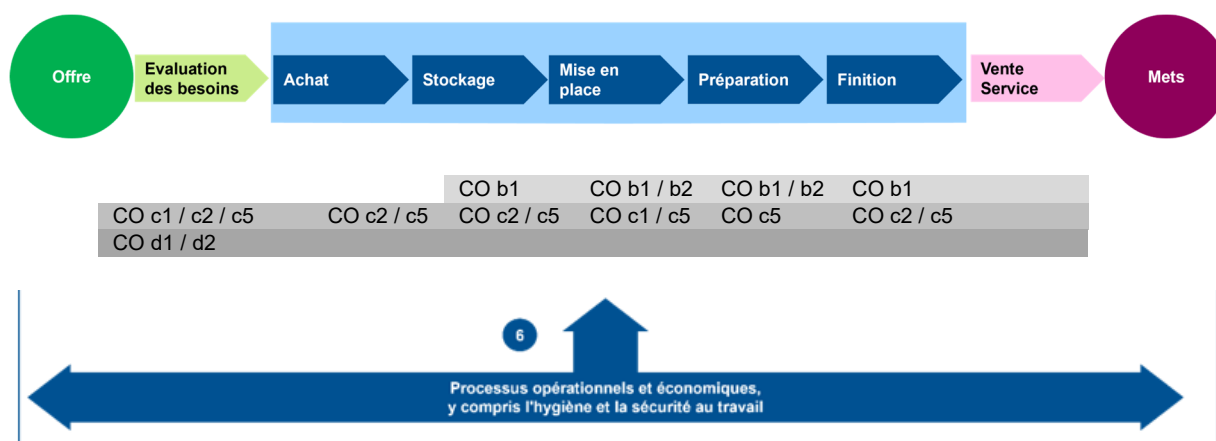 Offre
Evaluation
des besoins
Achat
Stockage
Mise en
place
Préparation
Finition
Vente
Service
Mets
CO b1 CO b1 / b2 CO b1 / b2 CO b1
CO c1 / c2 / c5 CO c2 / c5 CO c2 / c5 CO c1 / c5 CO c5 CO c2 / c5
CO d1 / d2
6
Processus opérationnels et économiques,
y compris l'hygiène et la sécurité au travail